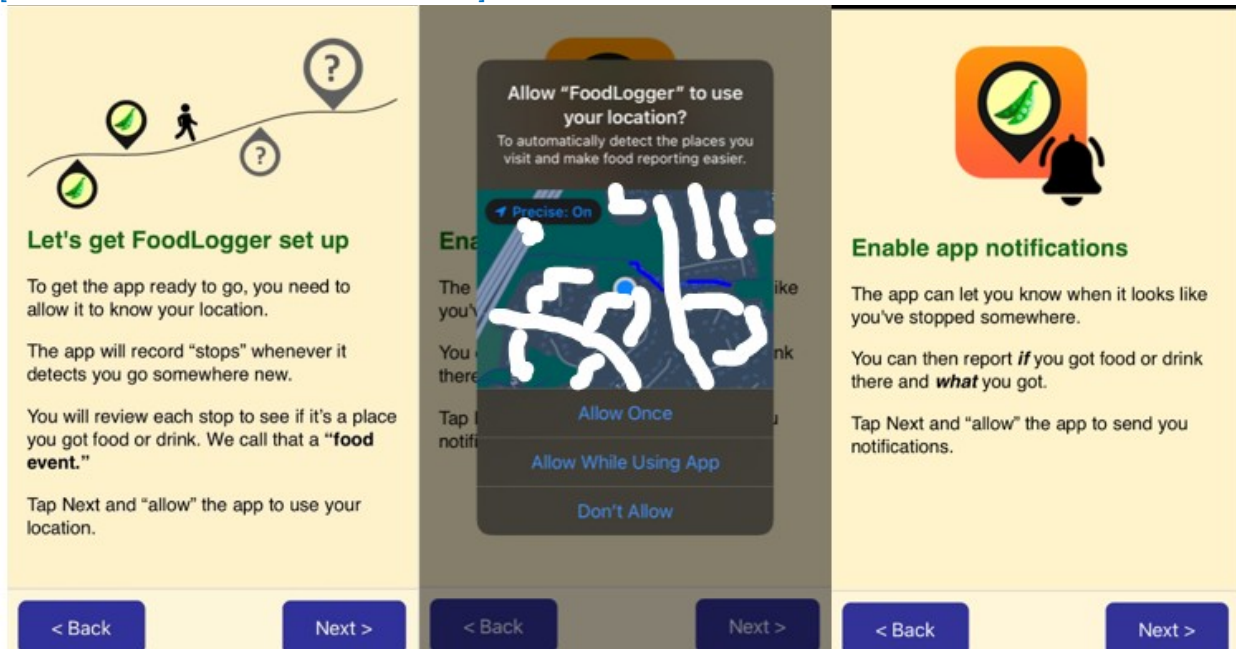 ?
?
Let's get FoodLogger set up
To get the app ready to go, you need to
allow it to know your location.
The app will record “stops” whenever it
detects you go somewhere new.
You will review each stop to see if it's a place
you got food or drink. We call that a “food
event.”
Tap Next and “allow” the app to use your
location.
< Back
Next >
Allow “FoodLogger” to use
your location?
To automatically detect the places you
visit and make food reporting easier.
Precise: On
Ena
The
like
you'v
You
nk
there
Tap
notifi
Allow Once
Allow While Using App
Don't Allow
< Back
Next >
Enable app notifications
The app can let you know when it looks like
you've stopped somewhere.
You can then report if you got food or drink
there and what you got.
Tap Next and “allow” the app to send you
notifications.
< Back
Next >